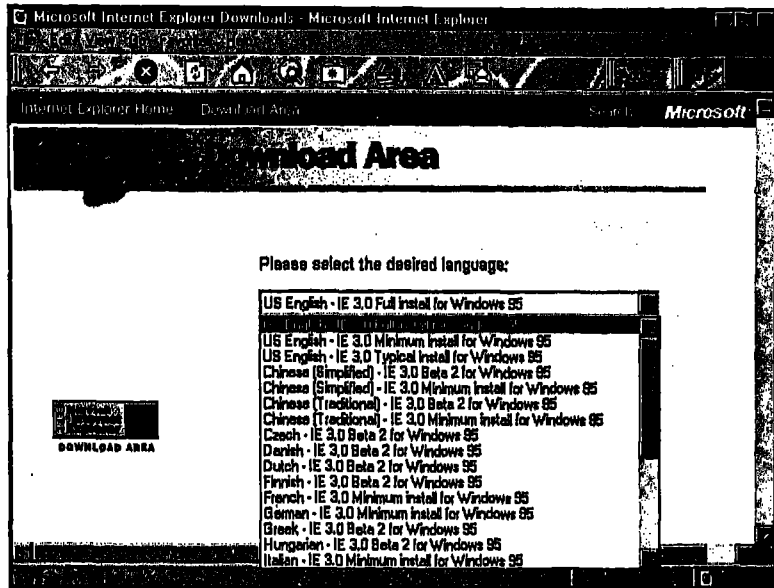 Microsoft Internet Explorer Downloads - Microsoft Internet Explorer
Internet Explorer Home Download Area Search Microsoft
Download Area
Please select the desired language:
US English - IE 3.0 Full install for Windows 95
US English - IE 3.0 Minimum install for Windows 95
US English - IE 3.0 Typical install for Windows 95
Chinese (Simplified) - IE 3.0 Beta 2 for Windows 95
Chinese (Simplified) - IE 3.0 Minimum install for Windows 95
Chinese (Traditional) - IE 3.0 Beta 2 for Windows 95
Chinese (Traditional) - IE 3.0 Minimum install for Windows 95
Czech - IE 3.0 Beta 2 for Windows 95
Danish - IE 3.0 Beta 2 for Windows 95
Dutch - IE 3.0 Beta 2 for Windows 95
Finnish - IE 3.0 Beta 2 for Windows 95
French - IE 3.0 Minimum install for Windows 95
German - IE 3.0 Minimum install for Windows 95
Greek - IE 3.0 Beta 2 for Windows 95
Hungarian - IE 3.0 Beta 2 for Windows 95
Italian - IE 3.0 Minimum install for Windows 95
DOWNLOAD AREA